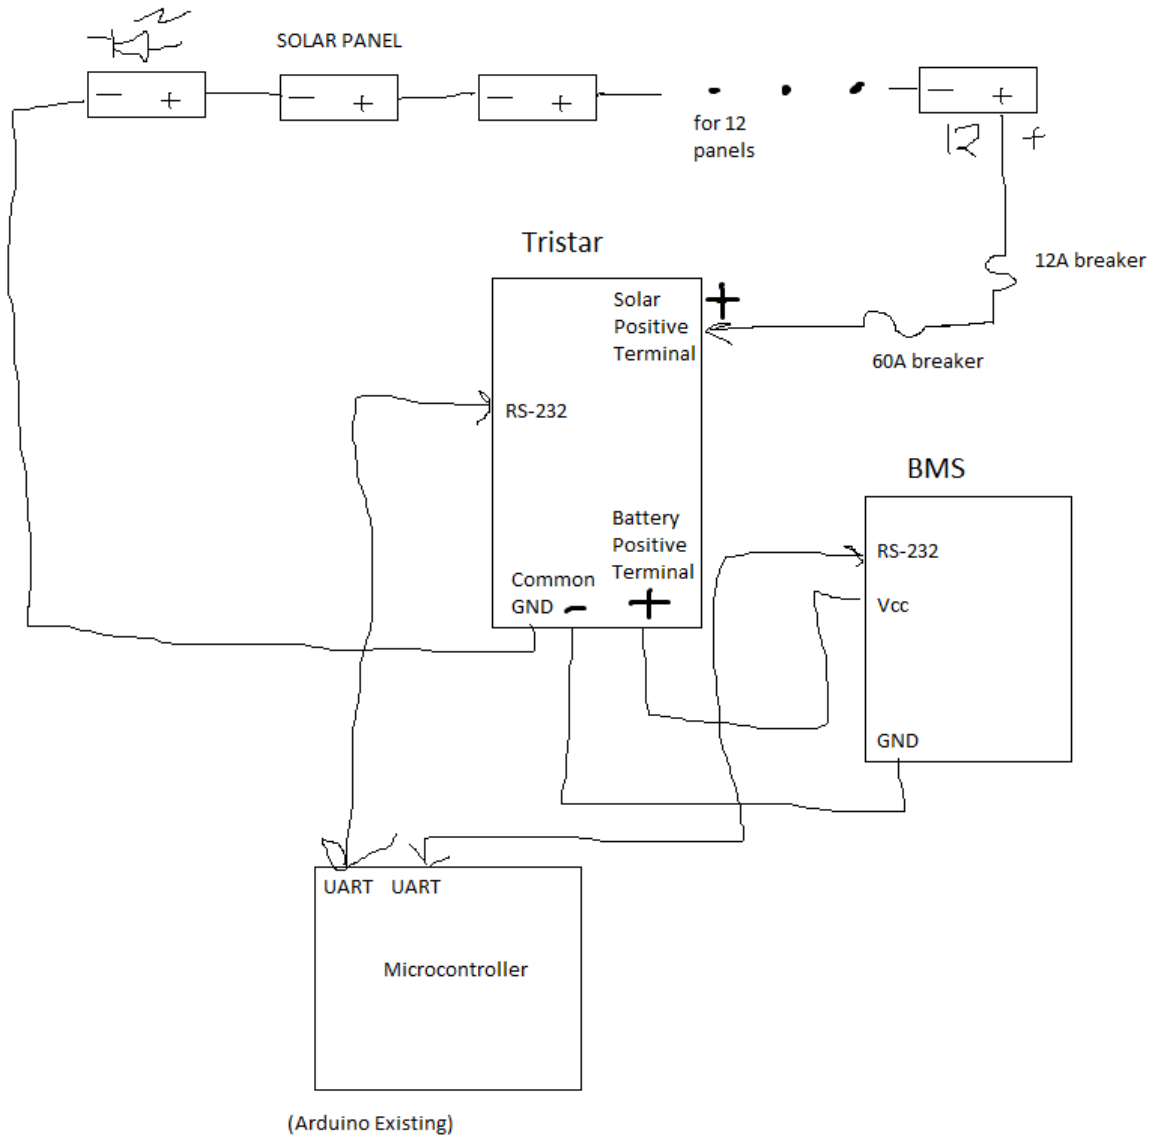 SOLAR PANEL
− + − + − + − +
for 12
panels
12 +
Tristar
12A breaker
Solar +
Positive
Terminal
60A breaker
RS-232
BMS
Battery
Positive
Terminal
RS-232
Common
GND − +
Vcc
GND
UART UART
Microcontroller
(Arduino Existing)